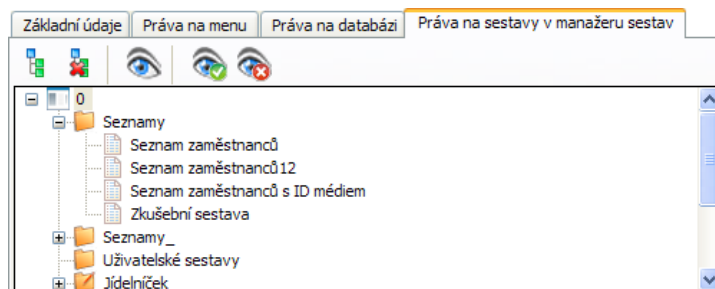 Základní údaje Práva na menu Práva na databázi Práva na sestavy v manažeru sestav
0
Seznamy
Seznam zaměstnanců
Seznam zaměstnanců12
Seznam zaměstnanců s ID médiem
Zkušební sestava
Seznamy_
Uživatelské sestavy
Jídelníček